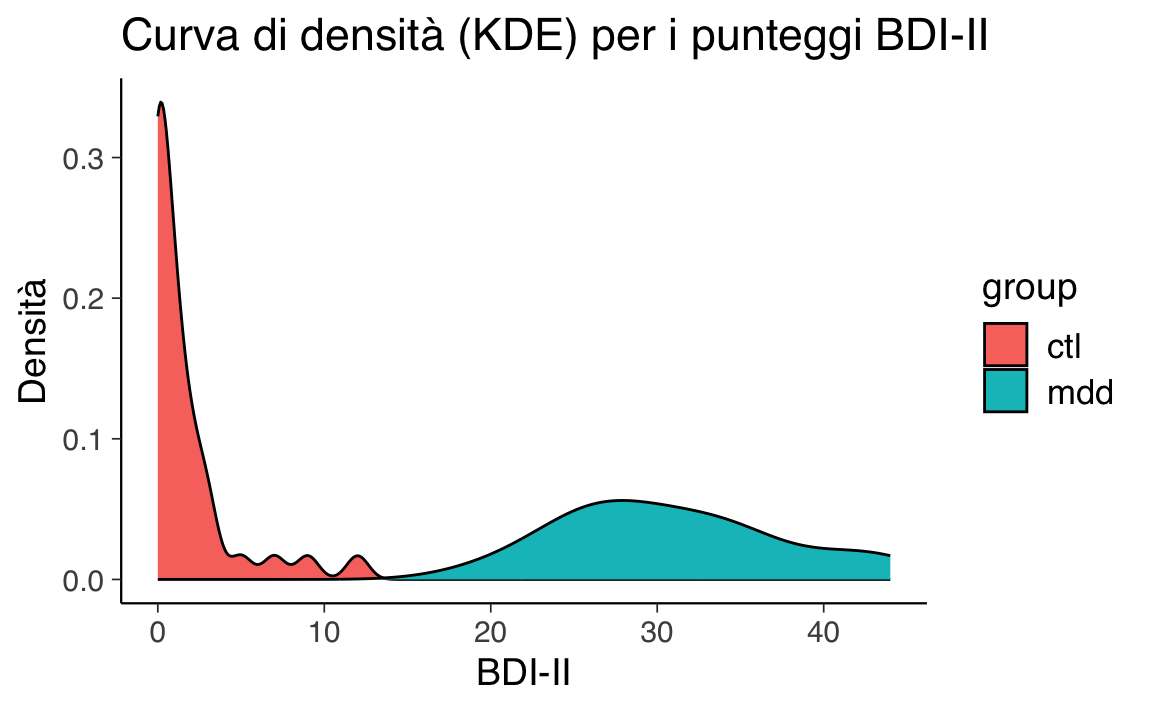 Curva di densità (KDE) per i punteggi BDI-II
Densità
0.3
0.2
0.1
0.0
0 10 20 30 40
BDI-II
group
ctl
mdd